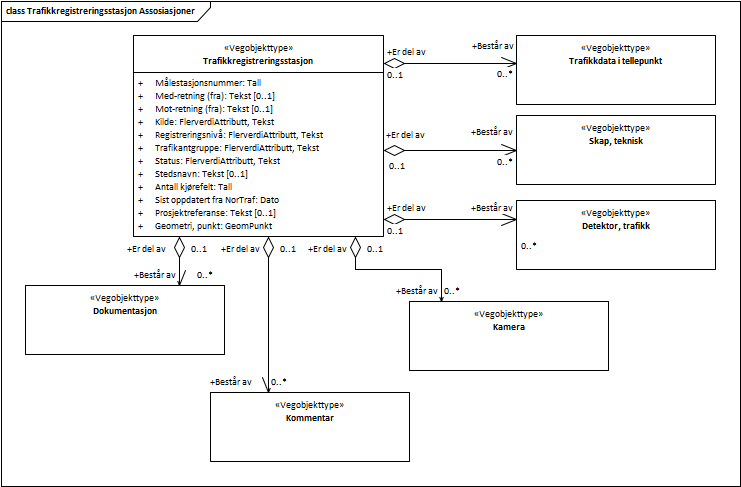 class Trafikkregistreringsstasjon Assosiasjoner
«Vegobjekttype»
Trafikkregistreringsstasjon
+ Målestasjonsnummer: Tall
+ Med-retning (fra): Tekst [0..1]
+ Mot-retning (fra): Tekst [0..1]
+ Kilde: FlerverdiAttributt, Tekst
+ Registreringsnivå: FlerverdiAttributt, Tekst
+ Trafikantgruppe: FlerverdiAttributt, Tekst
+ Status: FlerverdiAttributt, Tekst
+ Stedsnavn: Tekst [0..1]
+ Antall kjørefelt: Tall
+ Sist oppdatert fra NorTraf: Dato
+ Prosjektreferanse: Tekst [0..1]
+ Geometri, punkt: GeomPunkt
+Er del av
0..1
+Består av
0..*
«Vegobjekttype»
Trafikkdata i tellepunkt
+Er del av
0..1
+Består av
0..*
«Vegobjekttype»
Skap, teknisk
+Er del av
0..1
+Består av
0..*
«Vegobjekttype»
Detektor, trafikk
+Er del av
0..1
+Er del av
0..1
+Er del av
0..1
+Består av
0..*
«Vegobjekttype»
Dokumentasjon
+Består av
0..*
«Vegobjekttype»
Kamera
+Består av
0..*
«Vegobjekttype»
Kommentar